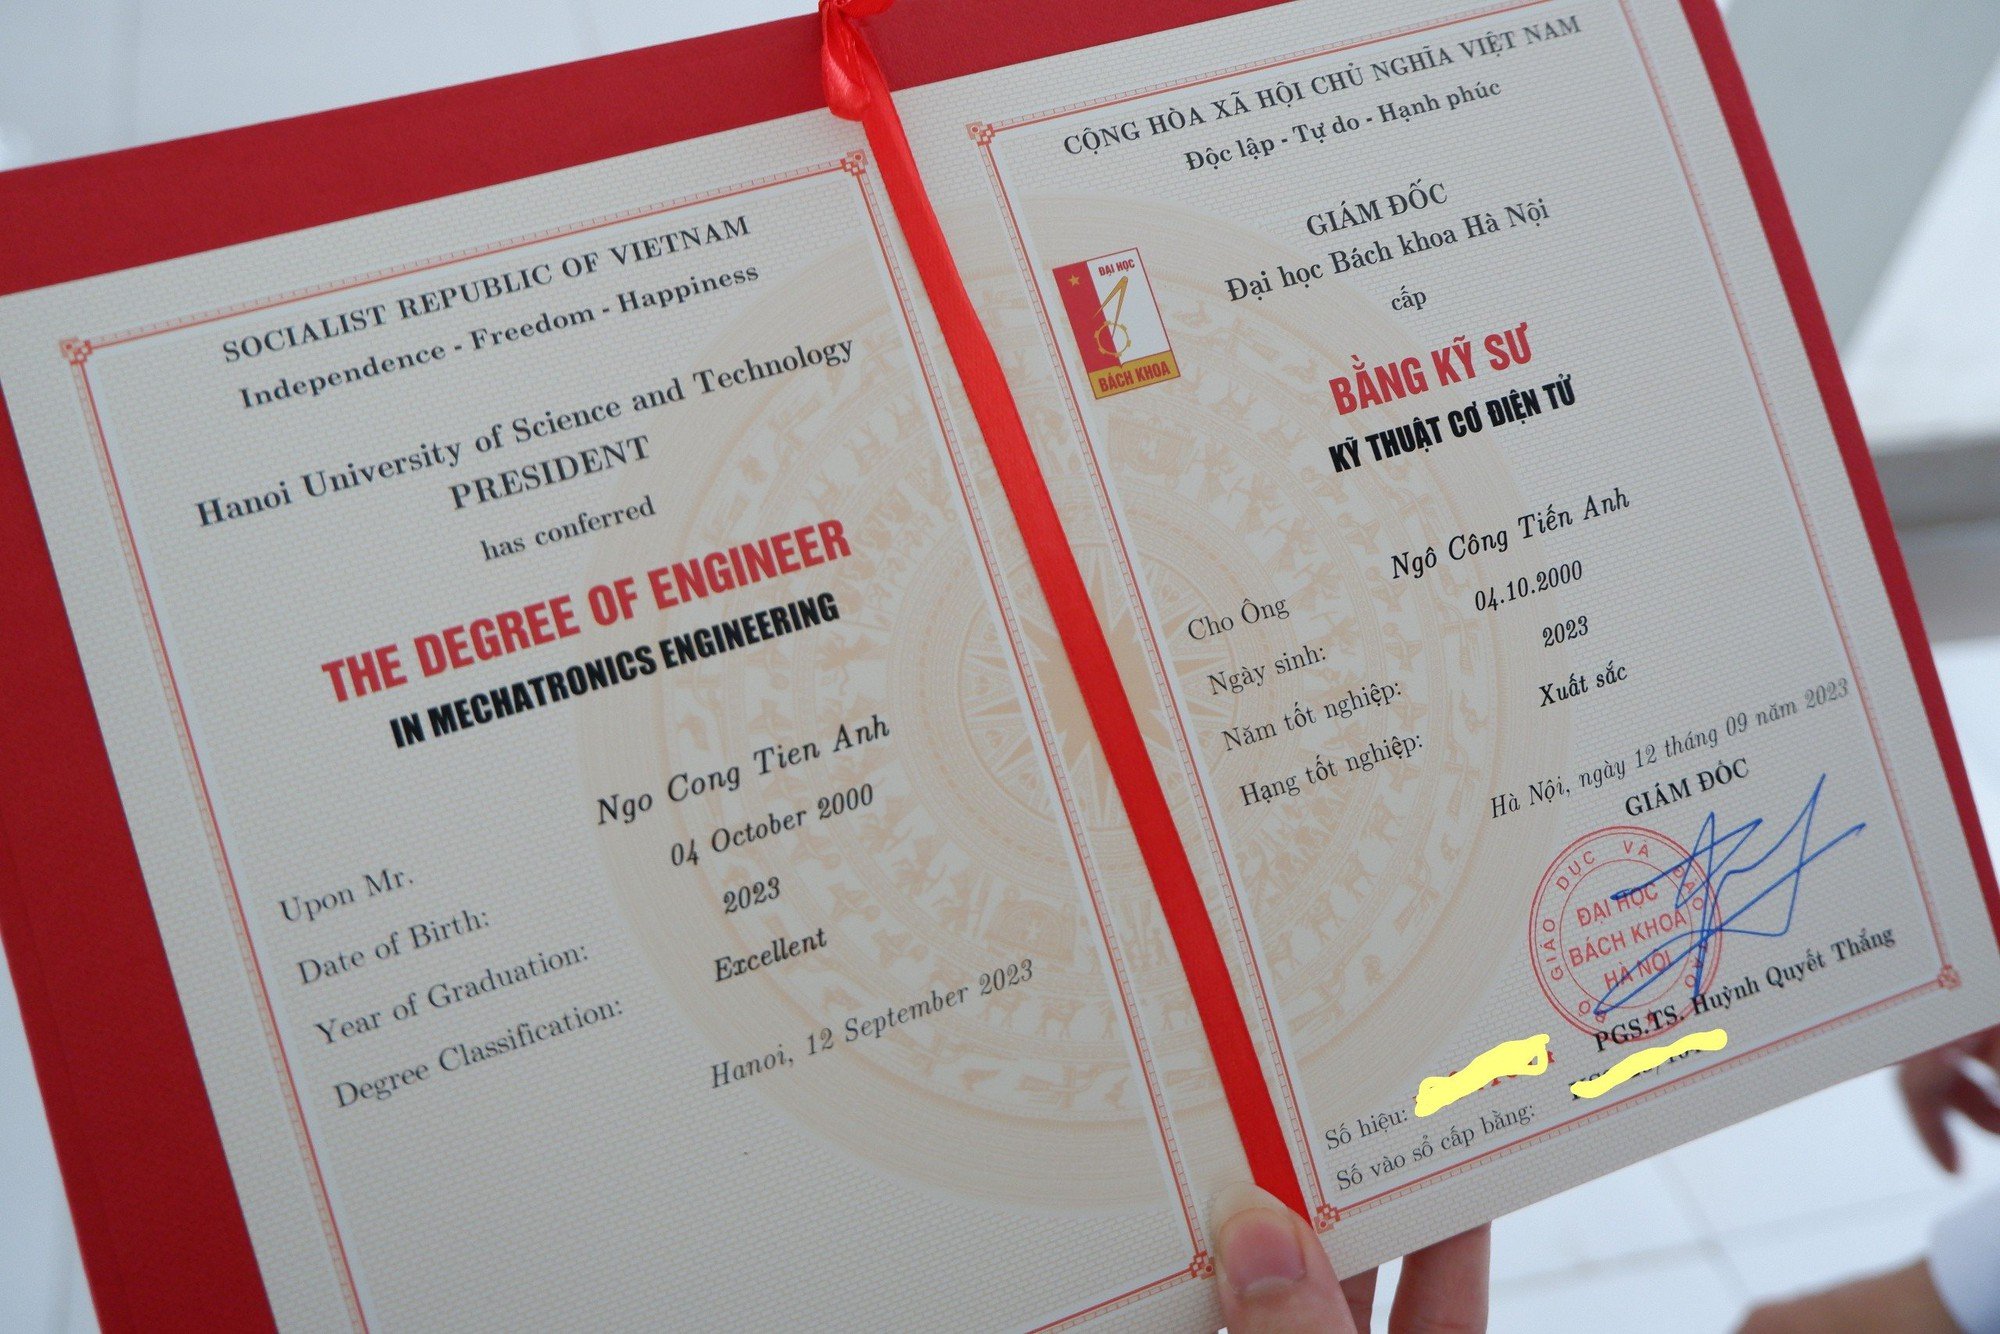 SOCIALIST REPUBLIC OF VIETNAM
Independence - Freedom - Happiness
Hanoi University of Science and Technology
PRESIDENT
has conferred
THE DEGREE OF ENGINEER
IN MECHATRONICS ENGINEERING
Upon Mr. Ngo Cong Tien Anh
Date of Birth: 04 October 2000
Year of Graduation: 2023
Degree Classification: Excellent
Hanoi, 12 September 2023
CỘNG HÒA XÃ HỘI CHỦ NGHĨA VIỆT NAM
Độc lập - Tự do - Hạnh phúc
GIÁM ĐỐC
Đại học Bách khoa Hà Nội
cấp
ĐẠI HỌC
BÁCH KHOA
BẰNG KỸ SƯ
KỸ THUẬT CƠ ĐIỆN TỬ
Cho Ông Ngô Công Tiến Anh
Ngày sinh: 04.10.2000
Năm tốt nghiệp: 2023
Hạng tốt nghiệp: Xuất sắc
Hà Nội, ngày 12 tháng 09 năm 2023
GIÁM ĐỐC
GIÁO DỤC VÀ ĐÀO
ĐẠI HỌC
BÁCH KHOA
HÀ NỘI
PGS.TS. Huỳnh Quyết Thắng
Số hiệu:
Số vào sổ cấp bằng: